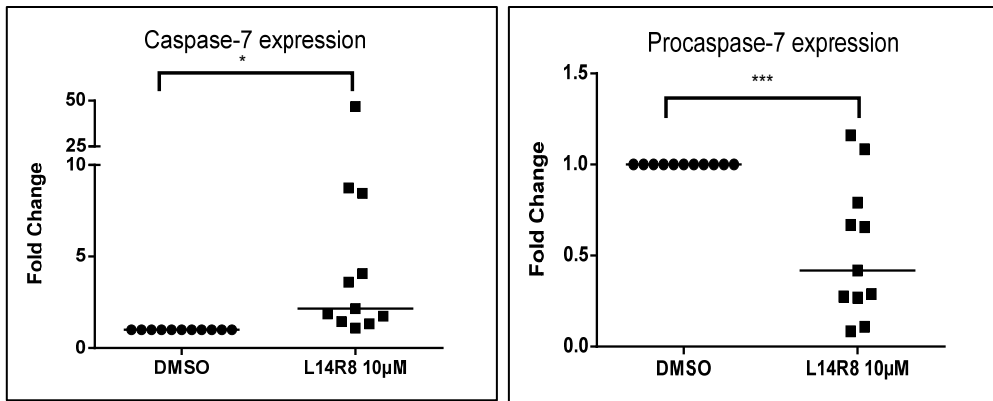 Caspase-7 expression
*
Fold Change
50
25
10
5
0
DMSO
L14R8 10µM
Procaspase-7 expression
***
Fold Change
1.5
1.0
0.5
0.0
DMSO
L14R8 10µM